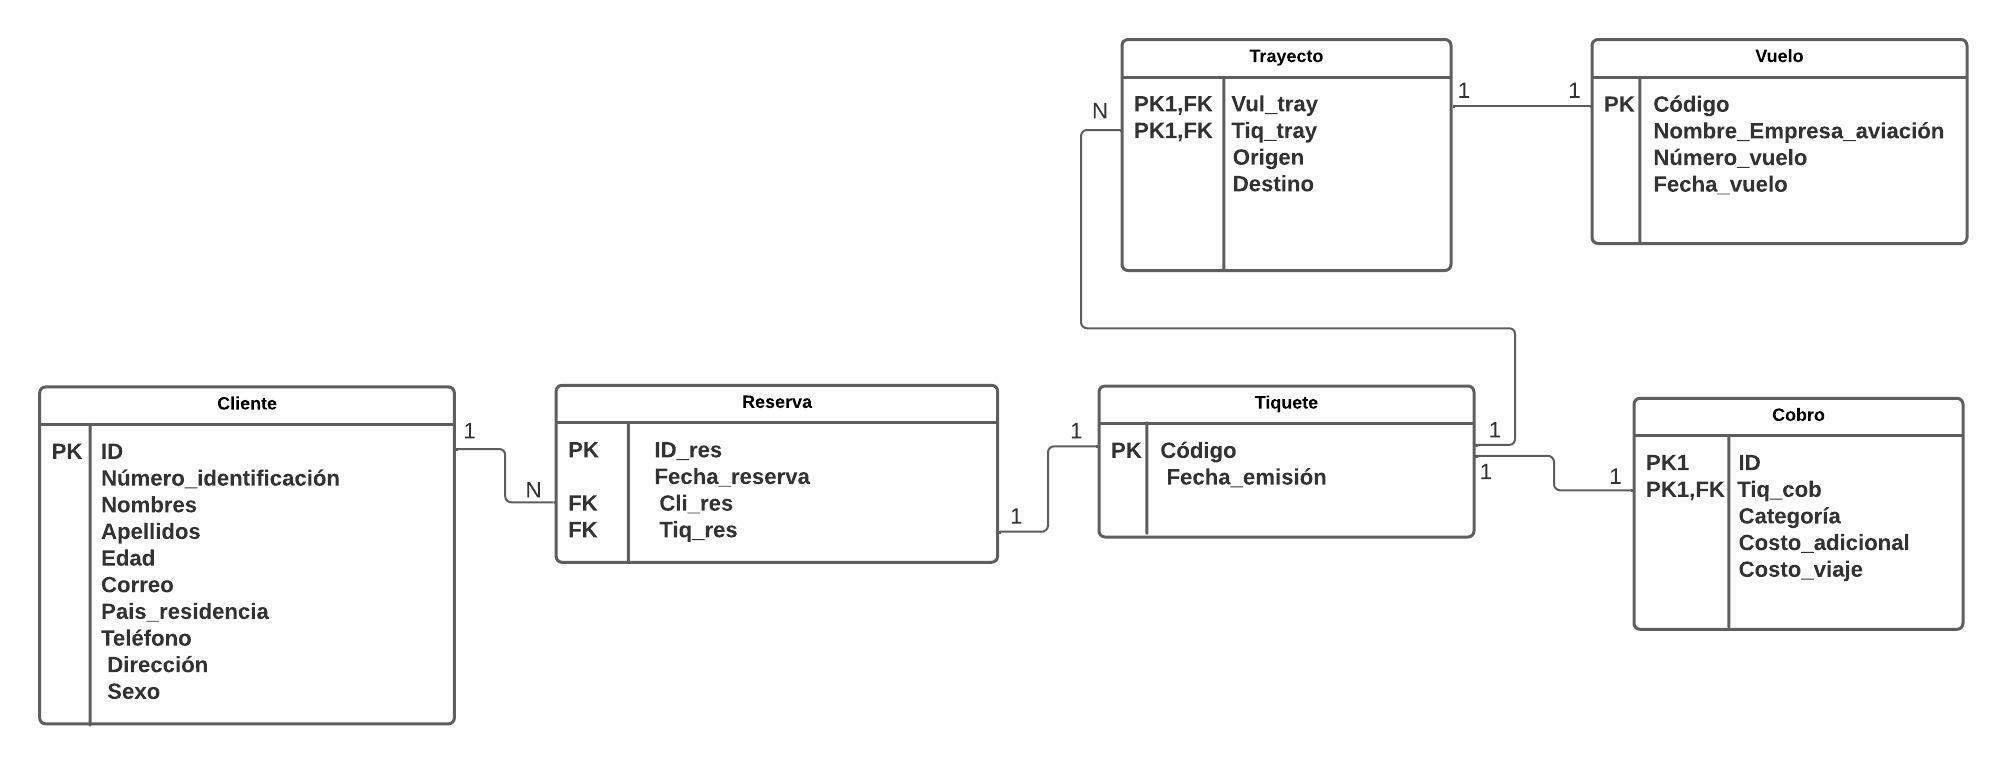 Trayecto
N
PK1,FK Vul_tray
PK1,FK Tiq_tray
Origen
Destino
1
1
Vuelo
PK Código
Nombre_Empresa_aviación
Número_vuelo
Fecha_vuelo
Cliente
PK ID
Número_identificación
Nombres
Apellidos
Edad
Correo
Pais_residencia
Teléfono
Dirección
Sexo
1
N
Reserva
PK ID_res
Fecha_reserva
FK Cli_res
FK Tiq_res
1
1
Tiquete
PK Código
Fecha_emisión
1
1
1
Cobro
PK1 ID
PK1,FK Tiq_cob
Categoría
Costo_adicional
Costo_viaje